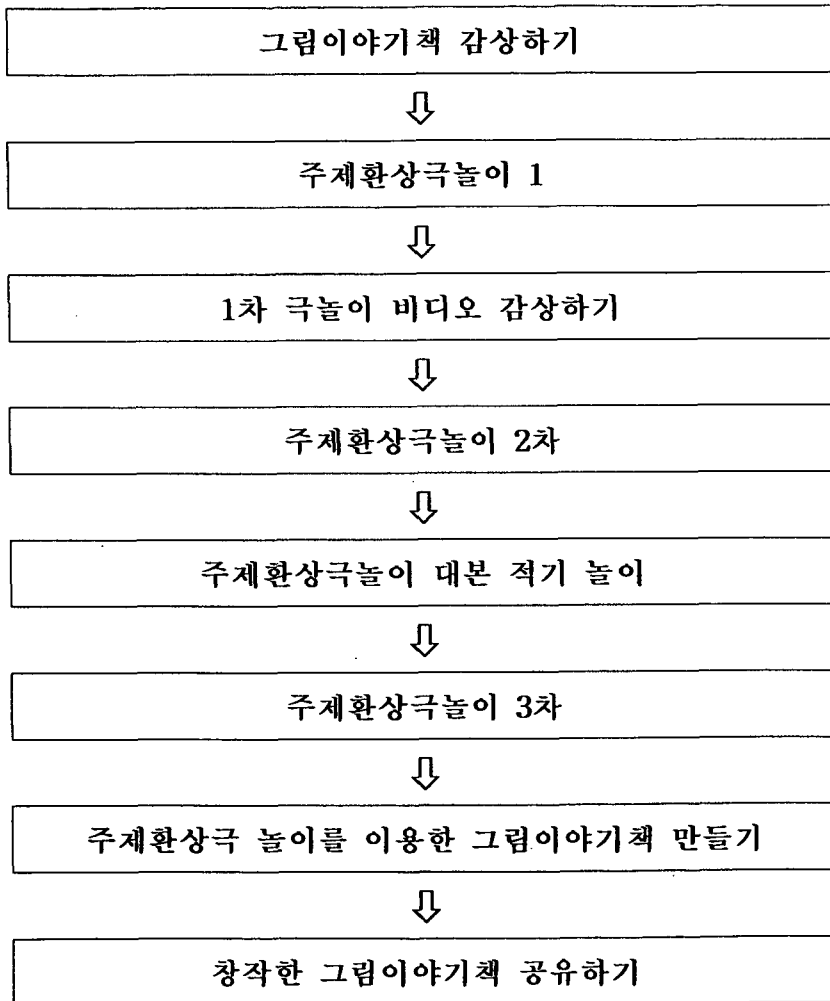 그림이야기책 감상하기
주제환상극놀이 1
1차 극놀이 비디오 감상하기
주제환상극놀이 2차
주제환상극놀이 대본 적기 놀이
주제환상극놀이 3차
주제환상극 놀이를 이용한 그림이야기책 만들기
창작한 그림이야기책 공유하기